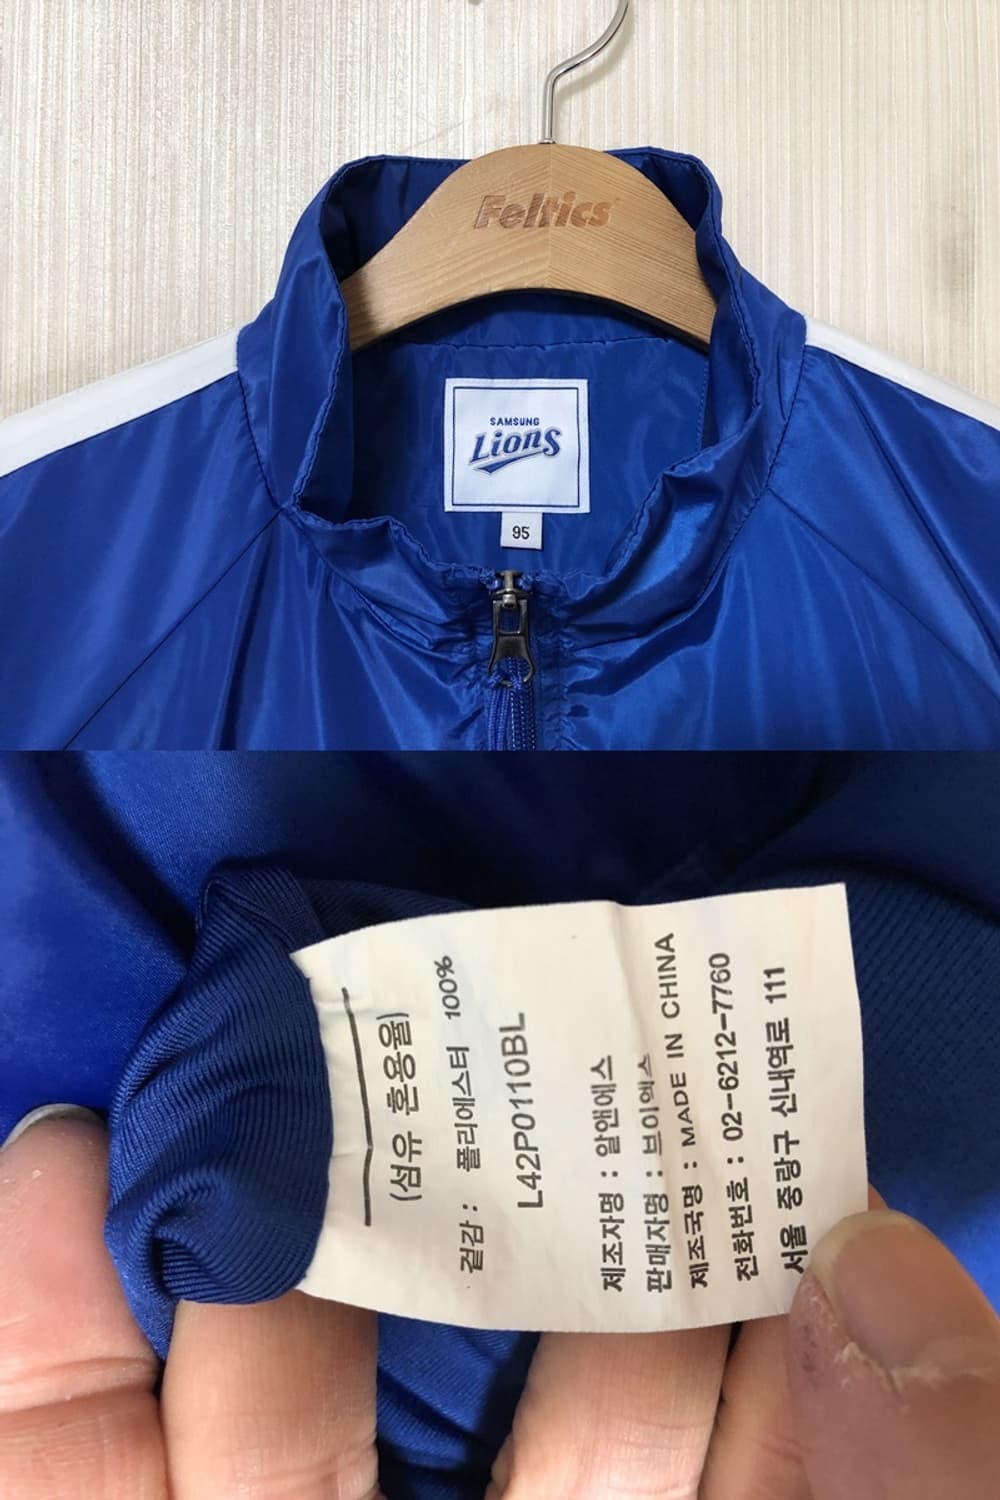 Feltics
SAMSUNG
Lions
95
(섬유 혼용율)
겉감 : 폴리에스터 100%
L42P0110BL
제조자명 : 알앤에스
판매자명 : 브이엑스
제조국명 : MADE IN CHINA
전화번호 : 02-6212-7760
서울 중랑구 신내역로 111